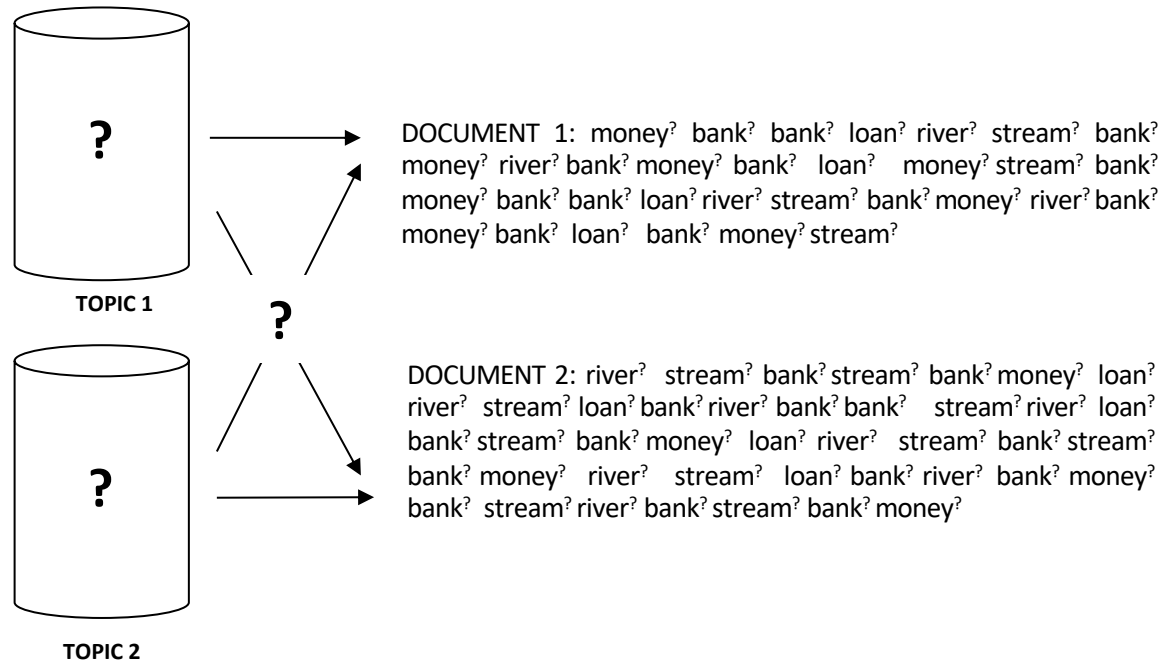 ?
TOPIC 1
DOCUMENT 1: money? bank? bank? loan? river? stream? bank?
money? river? bank? money? bank? loan? money? stream? bank?
money? bank? bank? loan? river? stream? bank? money? river? bank?
money? bank? loan? bank? money? stream?
?
?
TOPIC 2
DOCUMENT 2: river? stream? bank? stream? bank? money? loan?
river? stream? loan? bank? river? bank? bank? stream? river? loan?
bank? stream? bank? money? loan? river? stream? bank? stream?
bank? money? river? stream? loan? bank? river? bank? money?
bank? stream? river? bank? stream? bank? money?